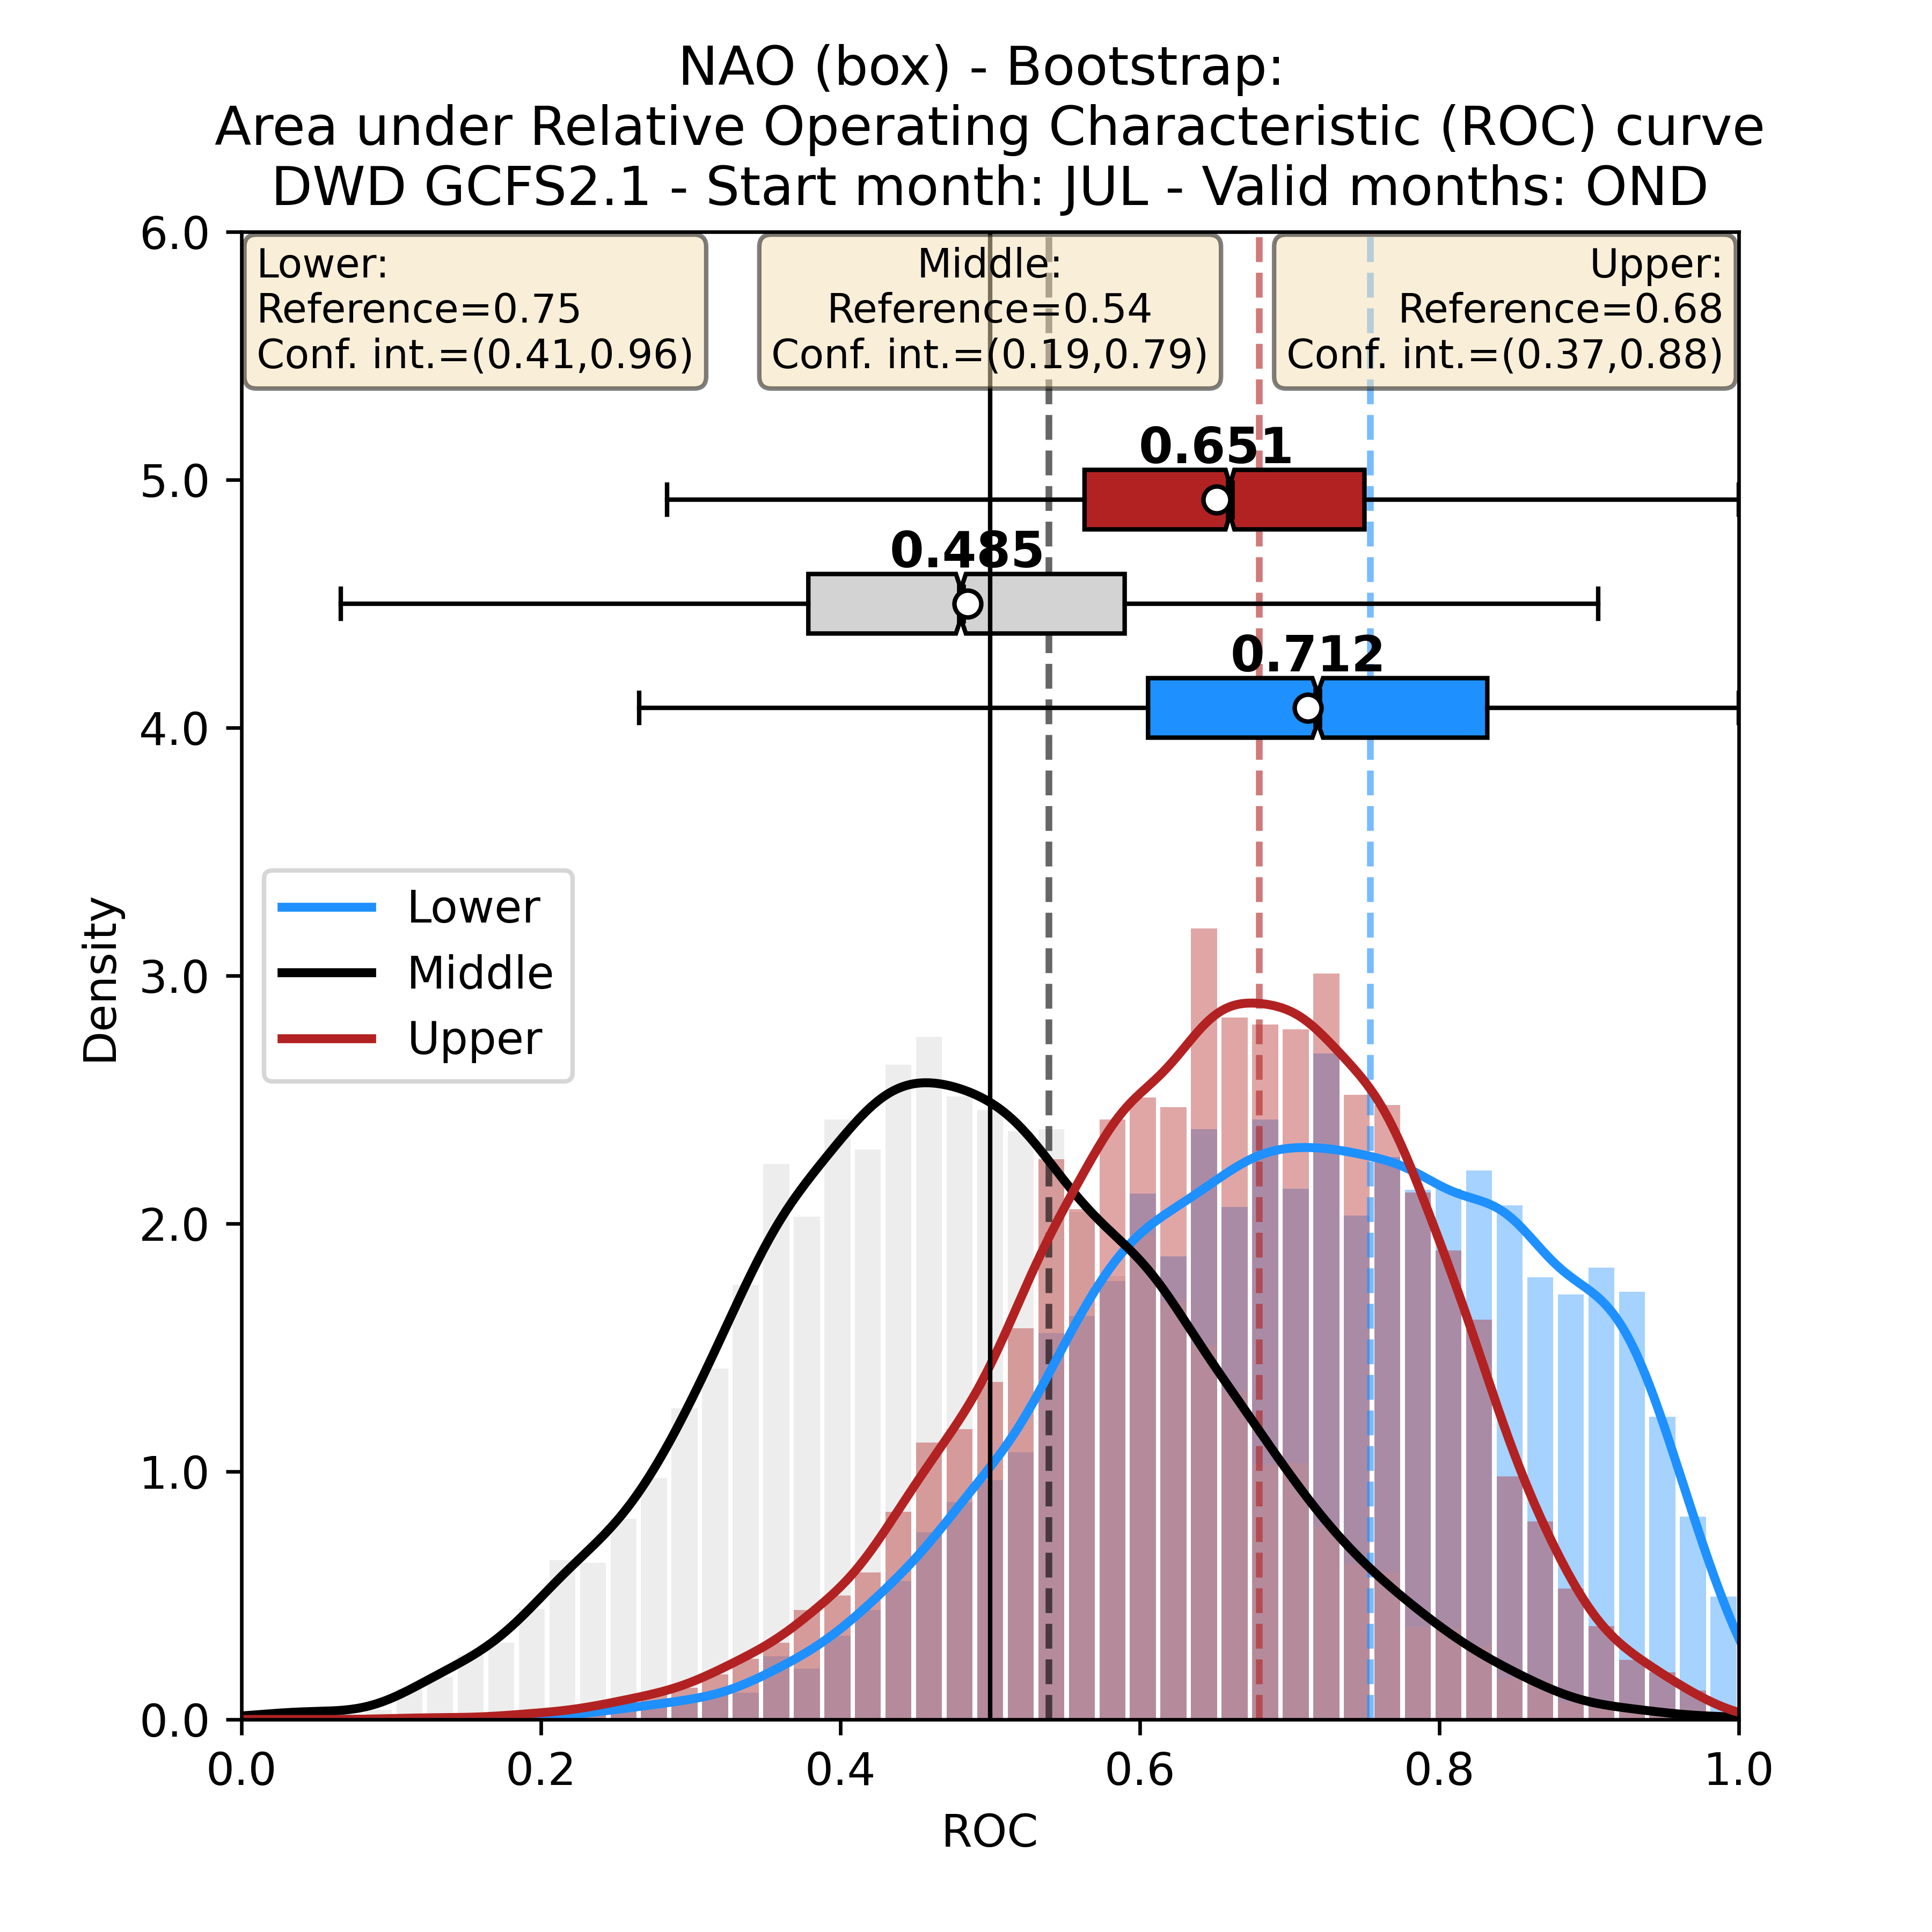 NAO (box) - Bootstrap:
Area under Relative Operating Characteristic (ROC) curve
DWD GCFS2.1 - Start month: JUL - Valid months: OND
6.0
5.0
4.0
3.0
2.0
1.0
0.0
Density
Lower:
Reference=0.75
Conf. int.=(0.41,0.96)
Middle:
Reference=0.54
Conf. int.=(0.19,0.79)
Upper:
Reference=0.68
Conf. int.=(0.37,0.88)
0.651
0.485
0.712
Lower
Middle
Upper
0.0
0.2
0.4
0.6
0.8
1.0
ROC